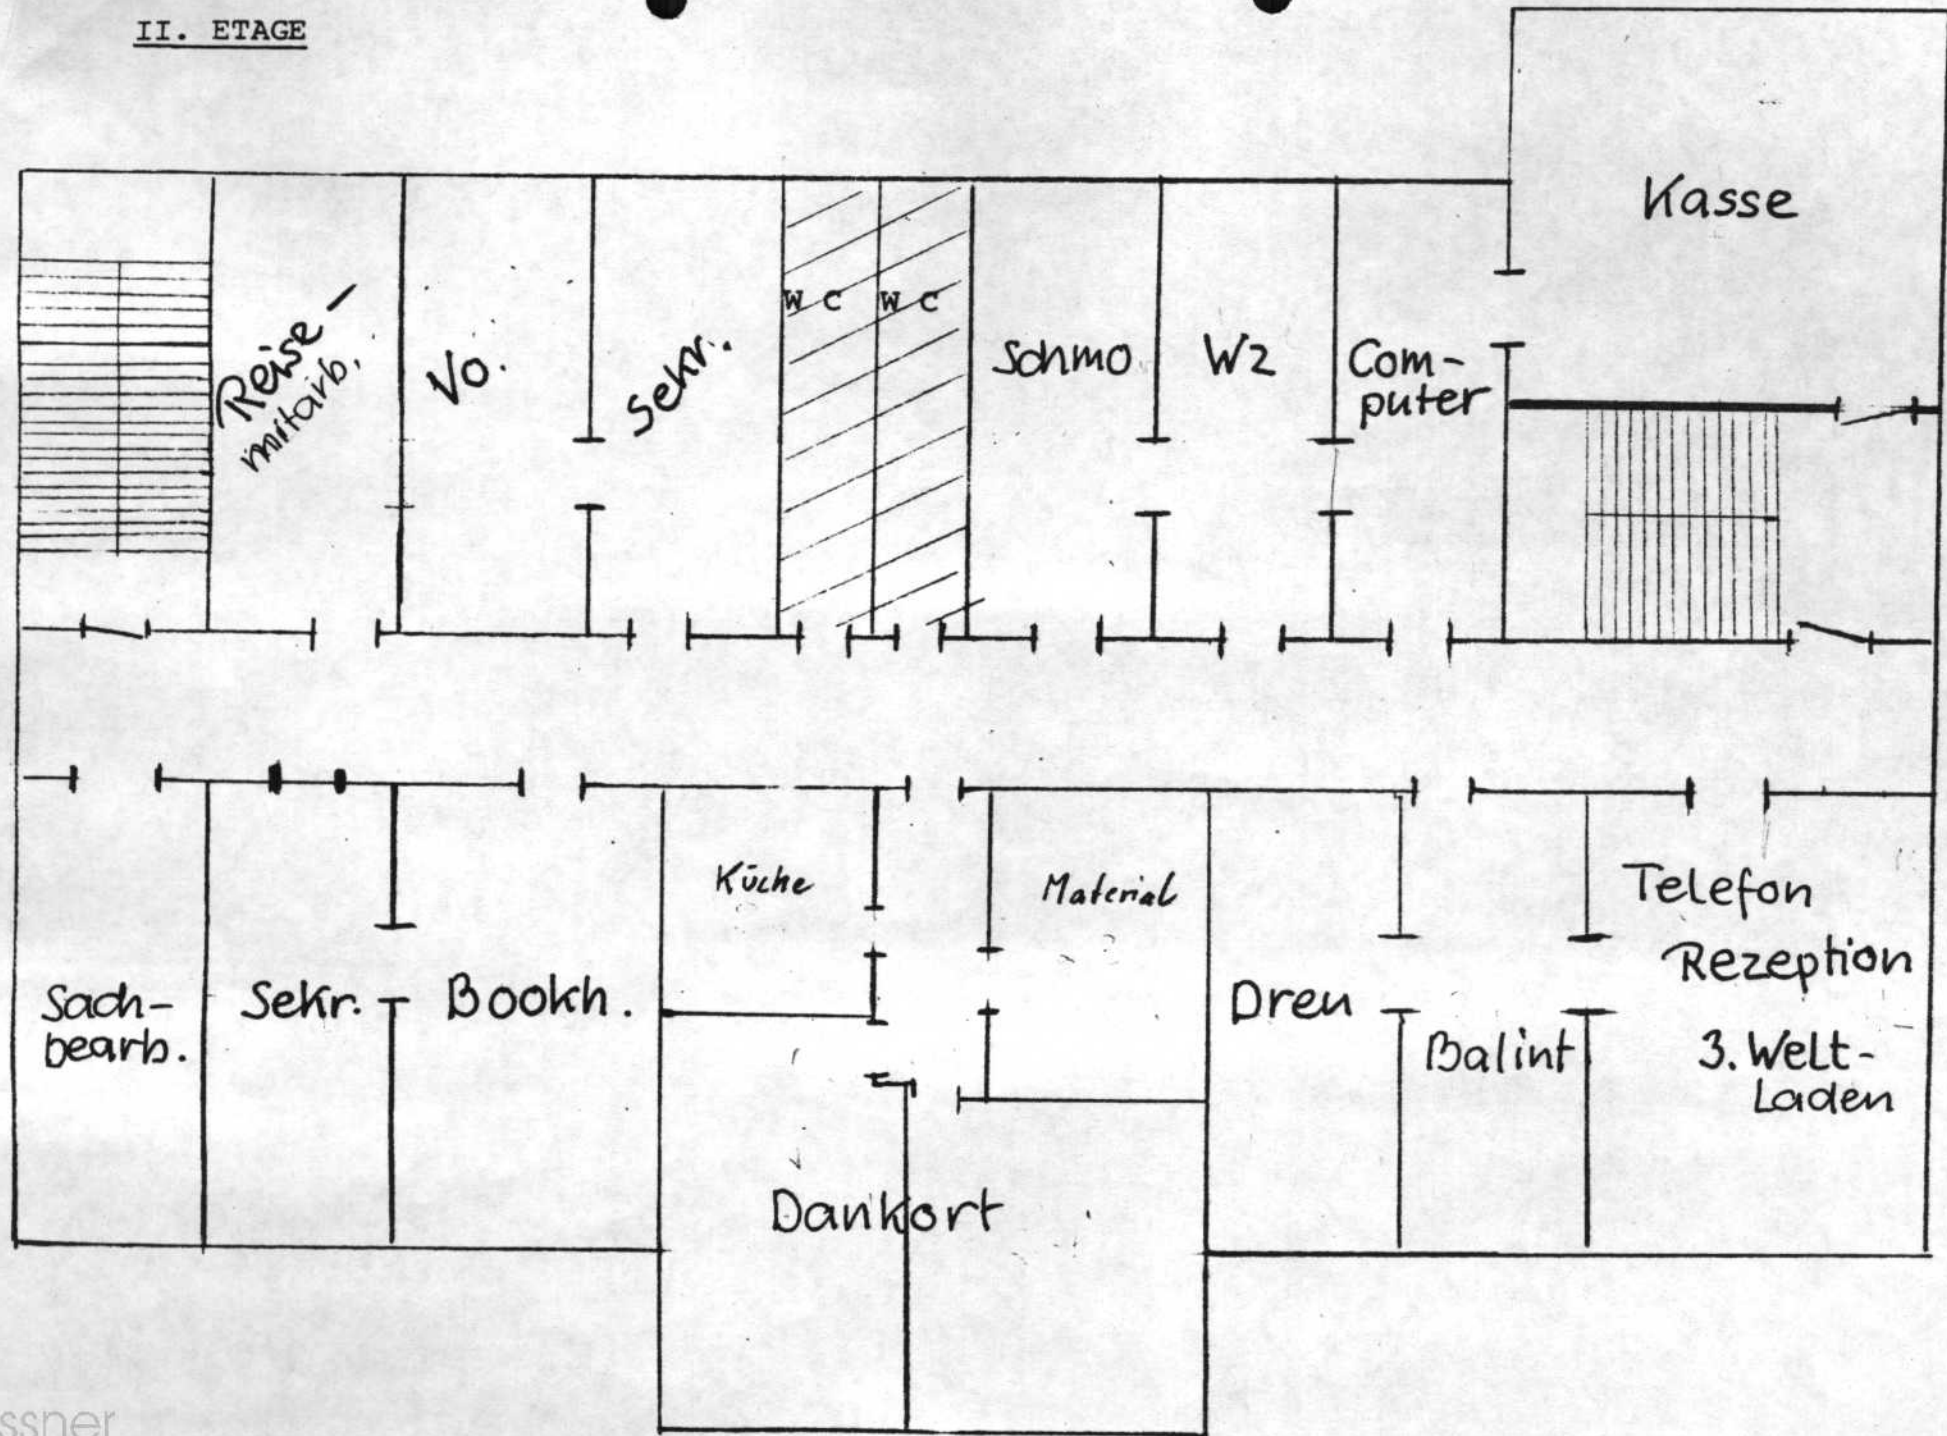 II. ETAGE
Kasse
Reise-
mitarb.
Vo.
Sekr.
WC
WC
Schmo
WZ
Com-
puter
Sach-
bearb.
Sekr.
Bookh.
Küche
Material
Dankort
Dreu
Balint
Telefon
Rezeption
3. Welt-
Laden
ssner